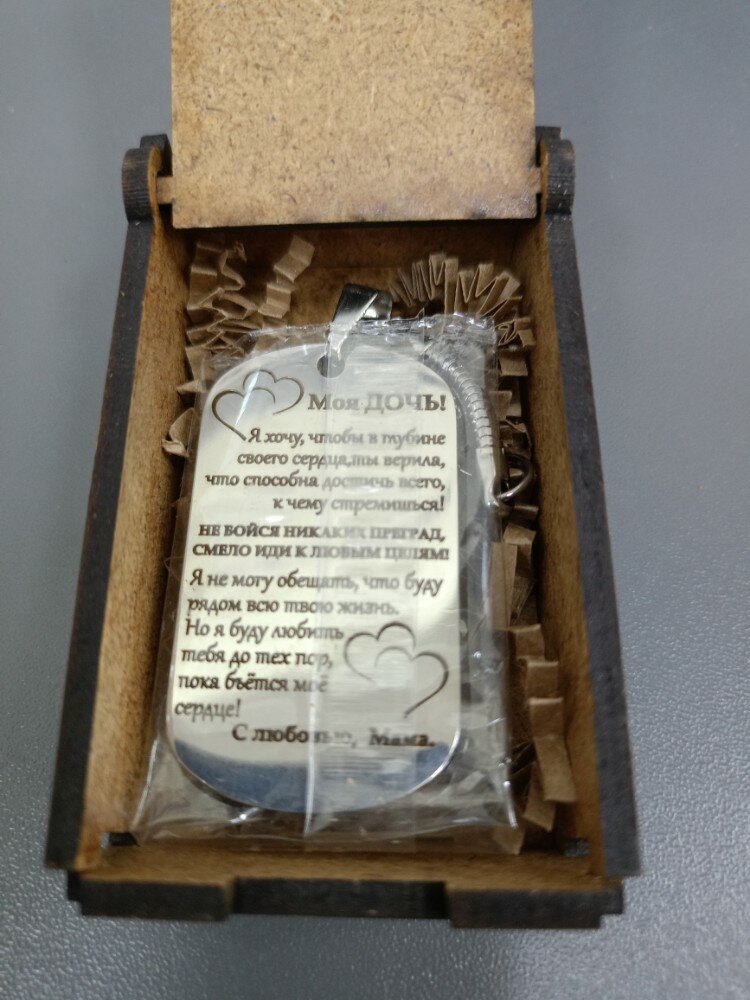 Моя ДОЧЬ!
Я хочу, чтобы в глубине
своего сердца,ты верила,
что способна достичь всего,
к чему стремишься!
НЕ БОЙСЯ НИКАКИХ ПРЕГРАД,
СМЕЛО ИДИ К ЛЮБЫМ ЦЕЛЯМ!
Я не могу обещать, что буду
рядом всю твою жизнь.
Но я буду любить
тебя до тех пор,
пока бьётся моё
сердце!
С любовью, Мама.